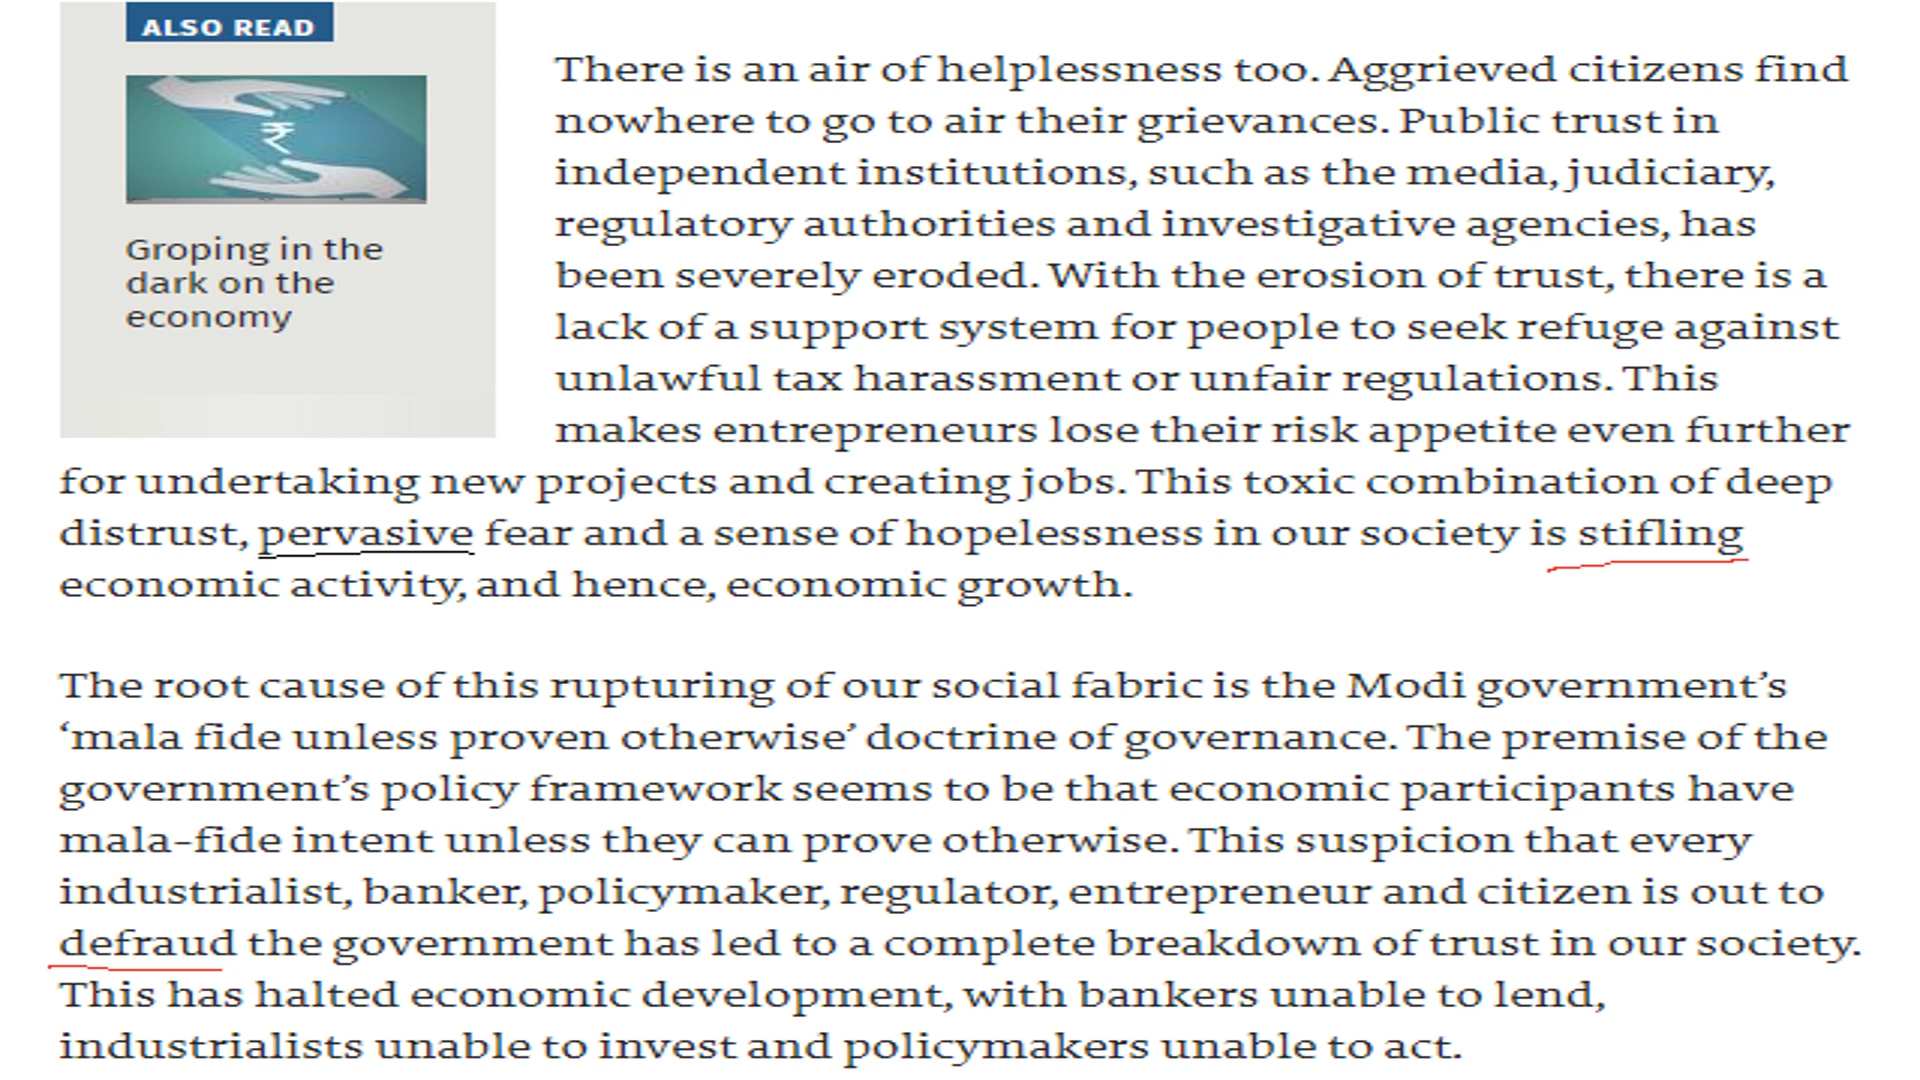 ALSO READ
₹
Groping in the
dark on the
economy
There is an air of helplessness too. Aggrieved citizens find
nowhere to go to air their grievances. Public trust in
independent institutions, such as the media, judiciary,
regulatory authorities and investigative agencies, has
been severely eroded. With the erosion of trust, there is a
lack of a support system for people to seek refuge against
unlawful tax harassment or unfair regulations. This
makes entrepreneurs lose their risk appetite even further
for undertaking new projects and creating jobs. This toxic combination of deep
distrust, pervasive fear and a sense of hopelessness in our society is stifling
economic activity, and hence, economic growth.
The root cause of this rupturing of our social fabric is the Modi government’s
‘mala fide unless proven otherwise’ doctrine of governance. The premise of the
government’s policy framework seems to be that economic participants have
mala-fide intent unless they can prove otherwise. This suspicion that every
industrialist, banker, policymaker, regulator, entrepreneur and citizen is out to
defraud the government has led to a complete breakdown of trust in our society.
This has halted economic development, with bankers unable to lend,
industrialists unable to invest and policymakers unable to act.